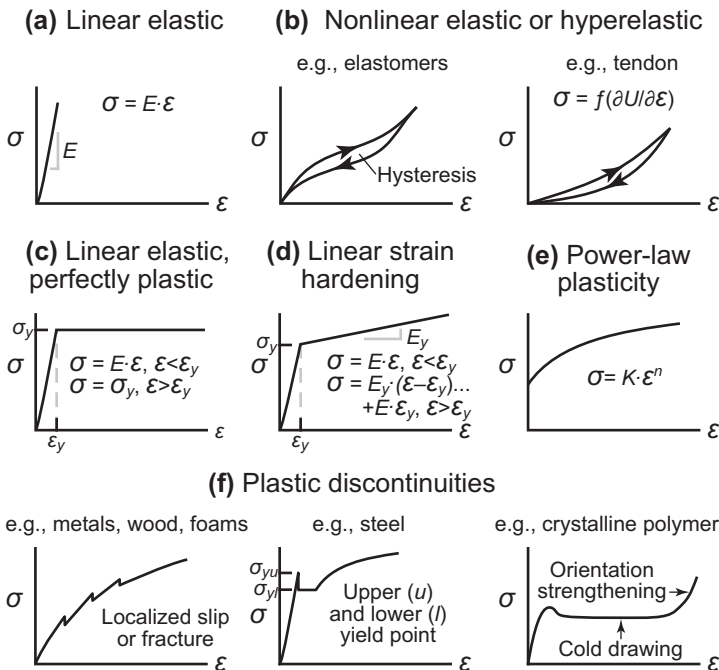 (a) Linear elastic
σ = E·ε
E
σ
ε
(b) Nonlinear elastic or hyperelastic
e.g., elastomers
Hysteresis
σ
ε
e.g., tendon
σ = f(∂U/∂ε)
σ
ε
(c) Linear elastic,
perfectly plastic
σy
σ
σ = E·ε, ε<εy
σ = σy, ε>εy
εy
ε
(d) Linear strain
hardening
σy
σ
Ey
σ = E·ε, ε<εy
σ = Ey·(ε–εy)...
+E·εy, ε>εy
εy
ε
(e) Power-law
plasticity
σ
σ= K·εⁿ
ε
(f) Plastic discontinuities
e.g., metals, wood, foams
σ
Localized slip
or fracture
ε
e.g., steel
σyu
σyl
σ
Upper (u)
and lower (l)
yield point
ε
e.g., crystalline polymer
Orientation
strengthening
σ
Cold drawing
ε